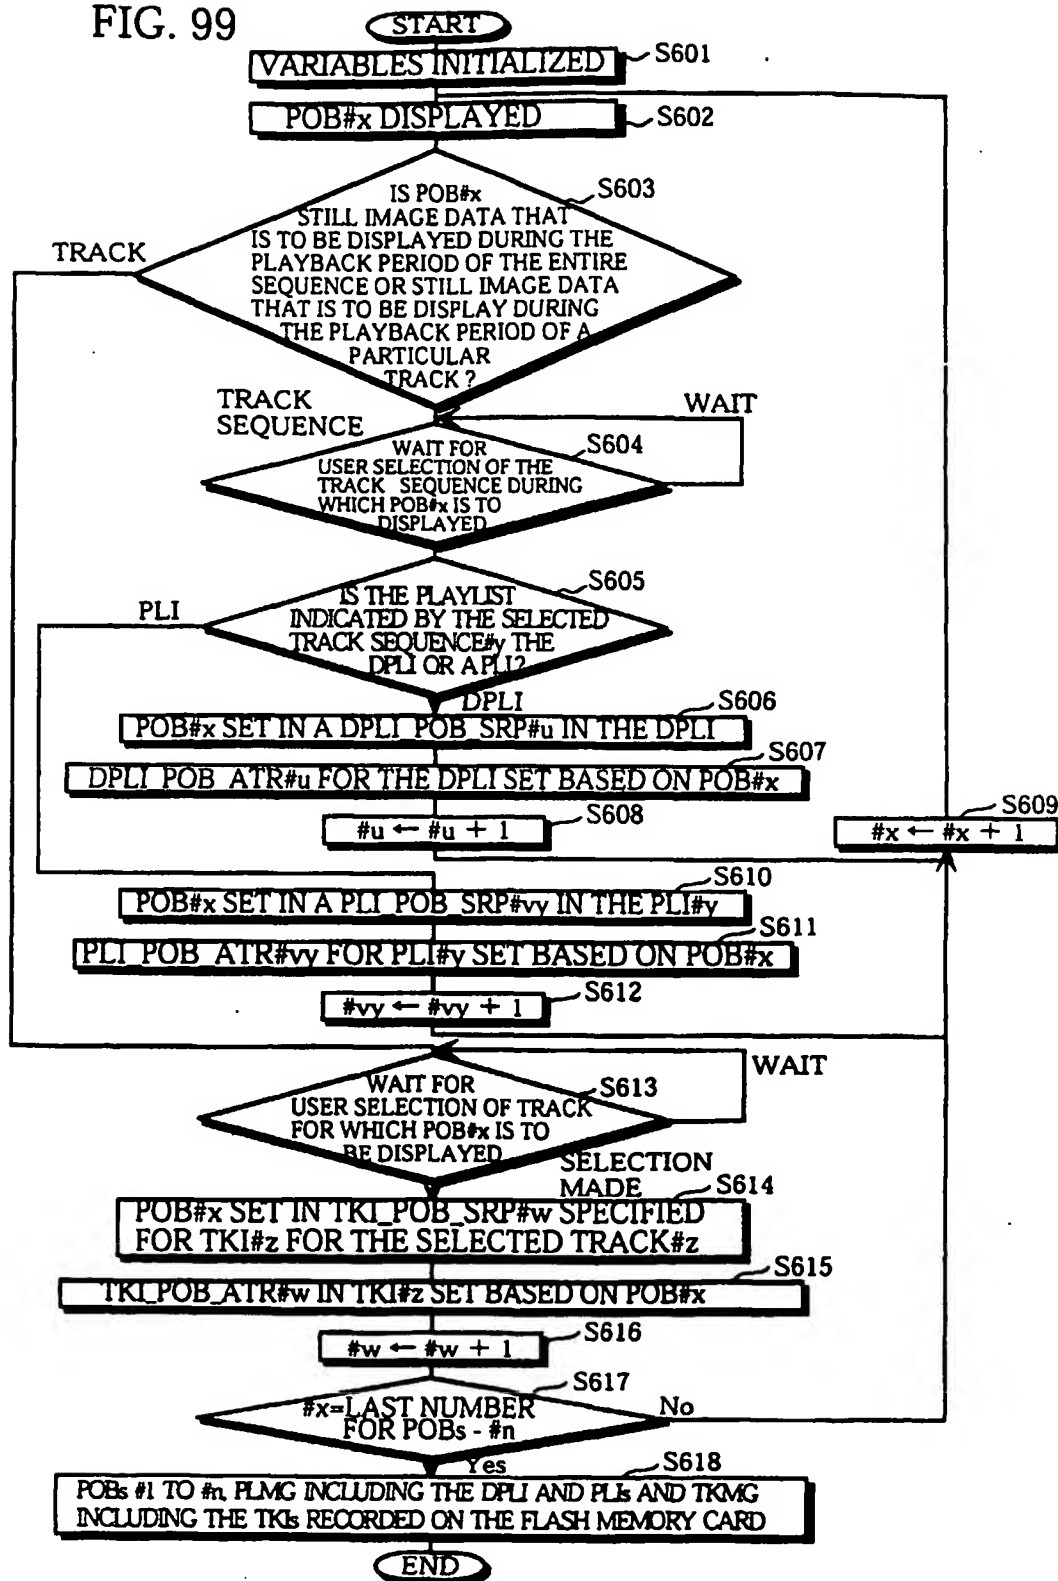 FIG. 99
START
VARIABLES INITIALIZED
S601
POB#x DISPLAYED
S602
S603
IS POB#x
STILL IMAGE DATA THAT
IS TO BE DISPLAYED DURING THE
PLAYBACK PERIOD OF THE ENTIRE
SEQUENCE OR STILL IMAGE DATA
THAT IS TO BE DISPLAY DURING
THE PLAYBACK PERIOD OF A
PARTICULAR
TRACK ?
TRACK
TRACK
SEQUENCE
WAIT
S604
WAIT FOR
USER SELECTION OF THE
TRACK SEQUENCE DURING
WHICH POB#x IS TO
DISPLAYED
S605
IS THE PLAYLIST
INDICATED BY THE SELECTED
TRACK SEQUENCE#y THE
DPLI OR A PLI?
PLI
DPLI
S606
POB#x SET IN A DPLI_POB_SRP#u IN THE DPLI
S607
DPLI_POB_ATR#u FOR THE DPLI SET BASED ON POB#x
S608
#u ← #u + 1
S609
#x ← #x + 1
S610
POB#x SET IN A PLI_POB_SRP#vy IN THE PLI#y
S611
PLI_POB_ATR#vy FOR PLI#y SET BASED ON POB#x
S612
#vy ← #vy + 1
WAIT
S613
WAIT FOR
USER SELECTION OF TRACK
FOR WHICH POB#x IS TO
BE DISPLAYED
SELECTION
MADE
S614
POB#x SET IN TKI_POB_SRP#w SPECIFIED
FOR TKI#z FOR THE SELECTED TRACK#z
S615
TKI_POB_ATR#w IN TKI#z SET BASED ON POB#x
S616
#w ← #w + 1
S617
#x=LAST NUMBER
FOR POBs - #n
No
Yes
S618
POBs #1 TO #n, PLMG INCLUDING THE DPLI AND PLIs AND TKMG
INCLUDING THE TKIs RECORDED ON THE FLASH MEMORY CARD
END